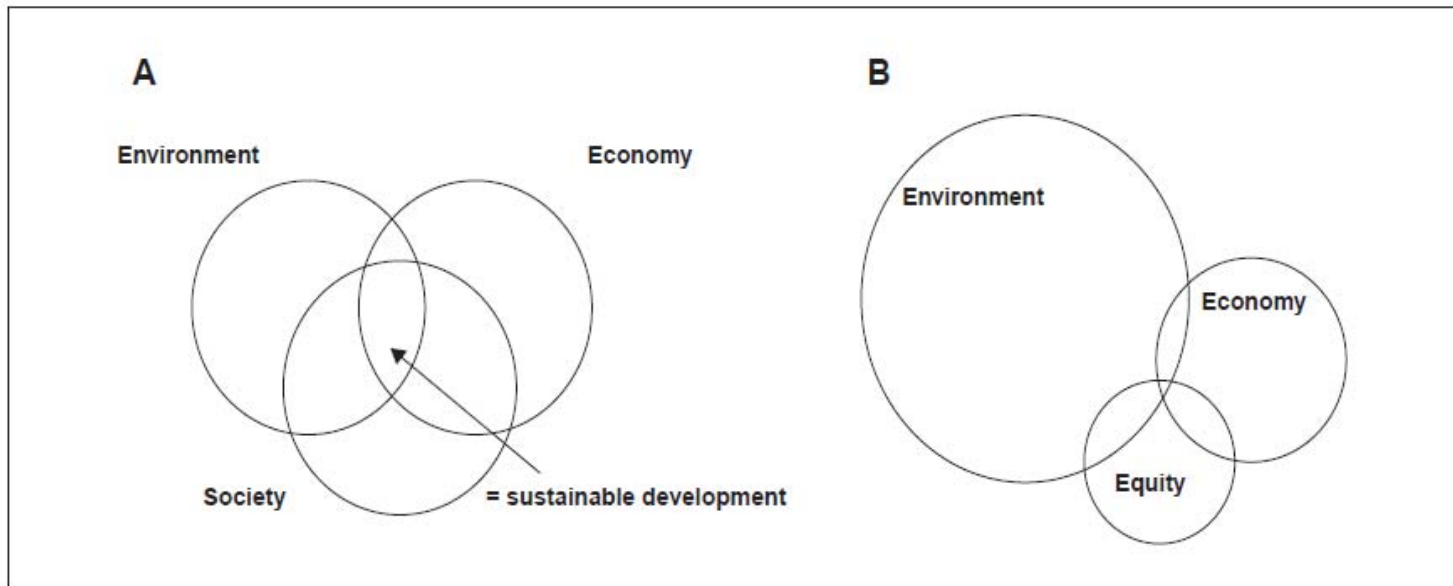 A
Environment
Economy
Society
= sustainable development
B
Environment
Economy
Equity